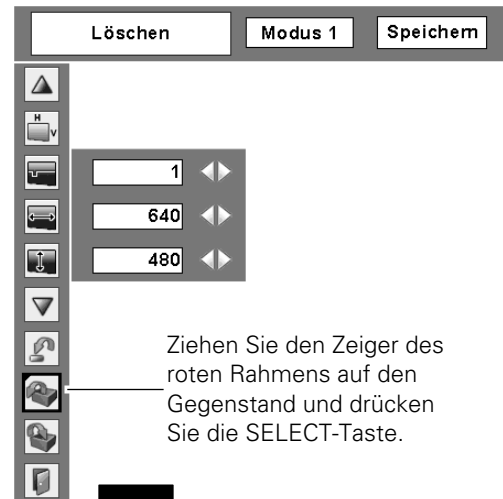 Löschen Modus 1 Speichern
H
V
1
640
480
Ziehen Sie den Zeiger des
roten Rahmens auf den
Gegenstand und drücken
Sie die SELECT-Taste.